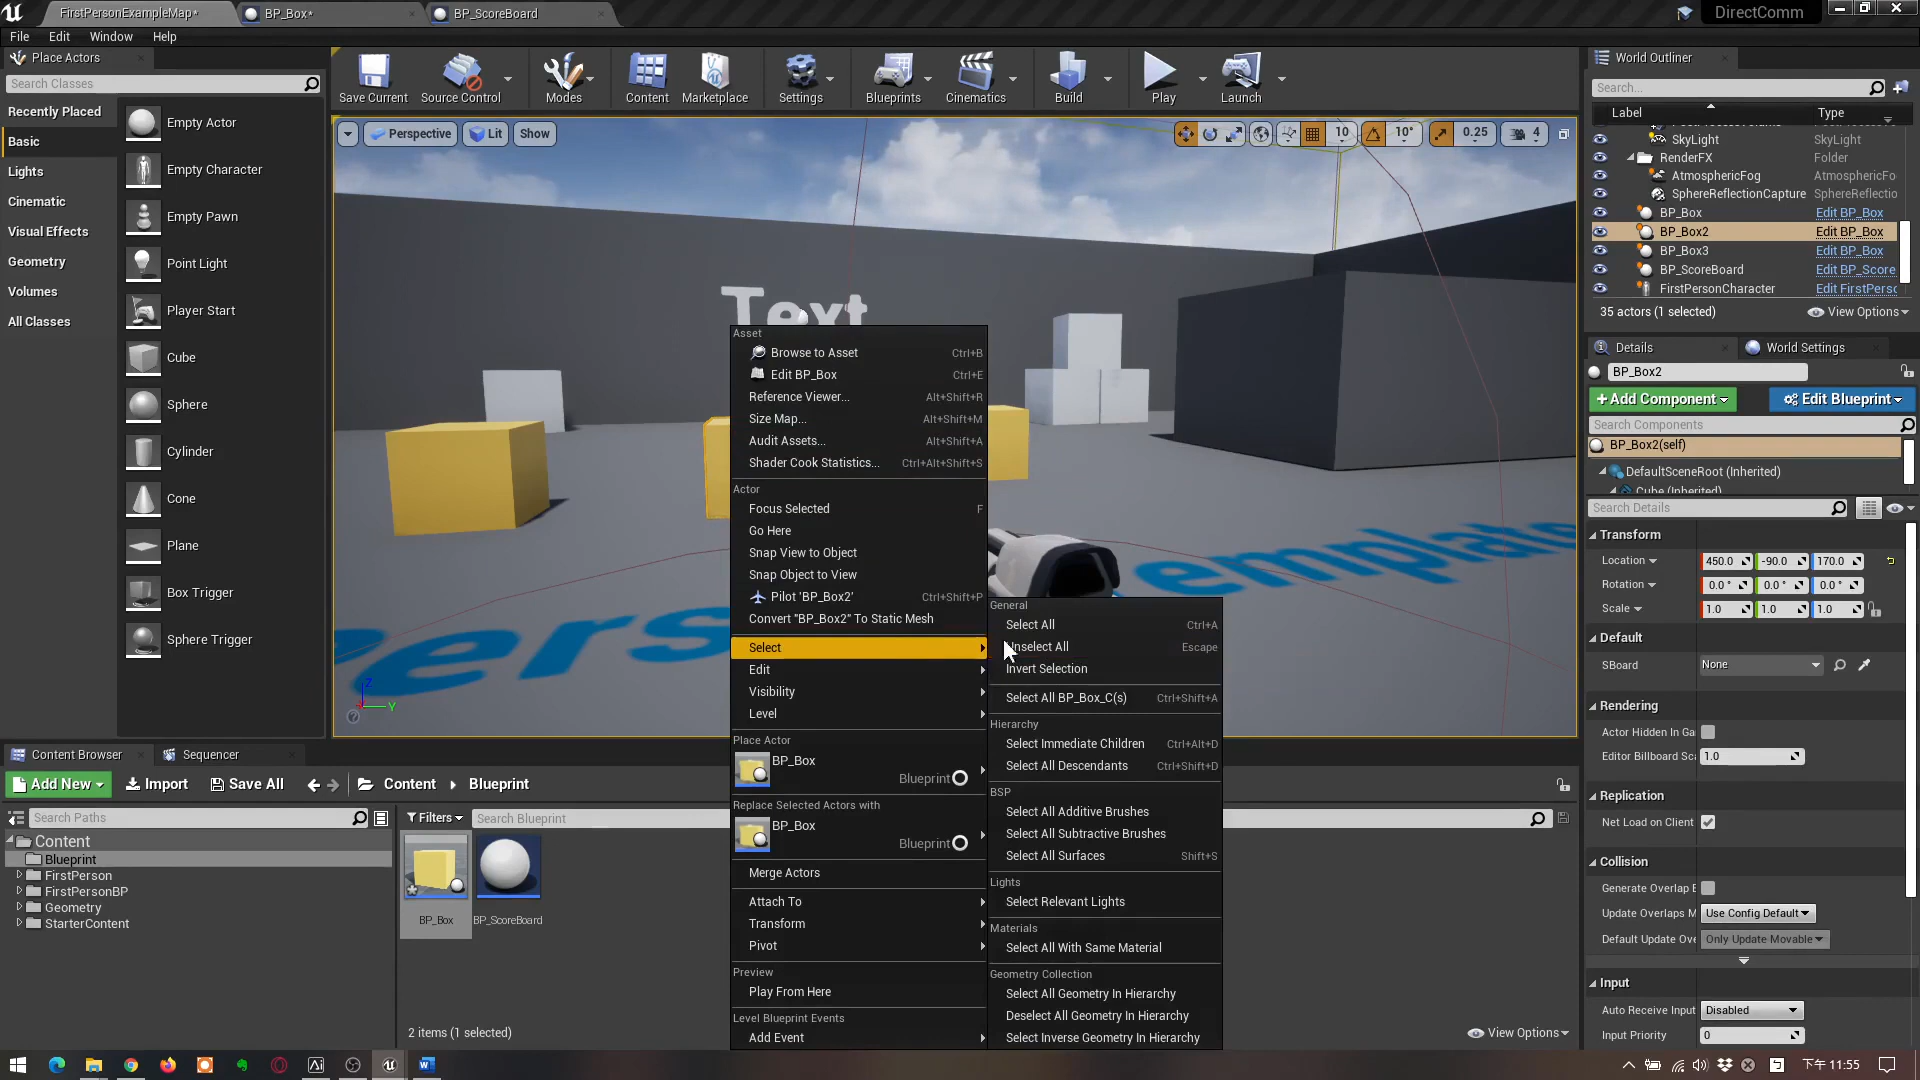 FirstPersonExampleMap*
BP_Box*
BP_ScoreBoard
DirectComm
File Edit Window Help
Place Actors
Search Classes
Recently Placed
Basic
Lights
Cinematic
Visual Effects
Geometry
Volumes
All Classes
Empty Actor
Empty Character
Empty Pawn
Point Light
Player Start
Cube
Sphere
Cylinder
Cone
Plane
Box Trigger
Sphere Trigger
Save Current
Source Control
Modes
Content
Marketplace
Settings
Blueprints
Cinematics
Build
Play
Launch
Perspective Lit Show
10 10° 0.25 4
Text
Asset
Browse to Asset Ctrl+B
Edit BP_Box Ctrl+E
Reference Viewer... Alt+Shift+R
Size Map... Alt+Shift+M
Audit Assets... Alt+Shift+A
Shader Cook Statistics... Ctrl+Alt+Shift+S
Actor
Focus Selected F
Go Here
Snap View to Object
Snap Object to View
Pilot 'BP_Box2' Ctrl+Shift+P
Convert "BP_Box2" To Static Mesh
Select
Edit
Visibility
Level
Place Actor
BP_Box
Blueprint
Replace Selected Actors with
BP_Box
Blueprint
Merge Actors
Attach To
Transform
Pivot
Preview
Play From Here
Level Blueprint Events
Add Event
General
Select All Ctrl+A
Unselect All Escape
Invert Selection
Select All BP_Box_C(s) Ctrl+Shift+A
Hierarchy
Select Immediate Children Ctrl+Alt+D
Select All Descendants Ctrl+Shift+D
BSP
Select All Additive Brushes
Select All Subtractive Brushes
Select All Surfaces Shift+S
Lights
Select Relevant Lights
Materials
Select All With Same Material
Geometry Collection
Select All Geometry In Hierarchy
Deselect All Geometry In Hierarchy
Select Inverse Geometry In Hierarchy
Z
Y
World Outliner
Search...
Label Type
SkyLight SkyLight
RenderFX Folder
AtmosphericFog AtmosphericFo
SphereReflectionCapture SphereReflectio
BP_Box Edit BP_Box
BP_Box2 Edit BP_Box
BP_Box3 Edit BP_Box
BP_ScoreBoard Edit BP_Score
FirstPersonCharacter Edit FirstPerso
35 actors (1 selected) View Options
Details World Settings
BP_Box2
Add Component Edit Blueprint
Search Components
BP_Box2(self)
DefaultSceneRoot (Inherited)
Cube (Inherited)
Search Details
Transform
Location 450.0 -90.0 170.0
Rotation 0.0° 0.0° 0.0°
Scale 1.0 1.0 1.0
Default
SBoard None
Rendering
Actor Hidden In Ga
Editor Billboard Sc 1.0
Replication
Net Load on Client
Collision
Generate Overlap E
Update Overlaps M Use Config Default
Default Update Ove Only Update Movable
Input
Auto Receive Input Disabled
Input Priority 0
Content Browser
Sequencer
Add New Import Save All Content Blueprint
Search Paths
Filters Search Blueprint
Content
Blueprint
FirstPerson
FirstPersonBP
Geometry
StarterContent
BP_Box
BP_ScoreBoard
2 items (1 selected)
View Options
下午 11:55